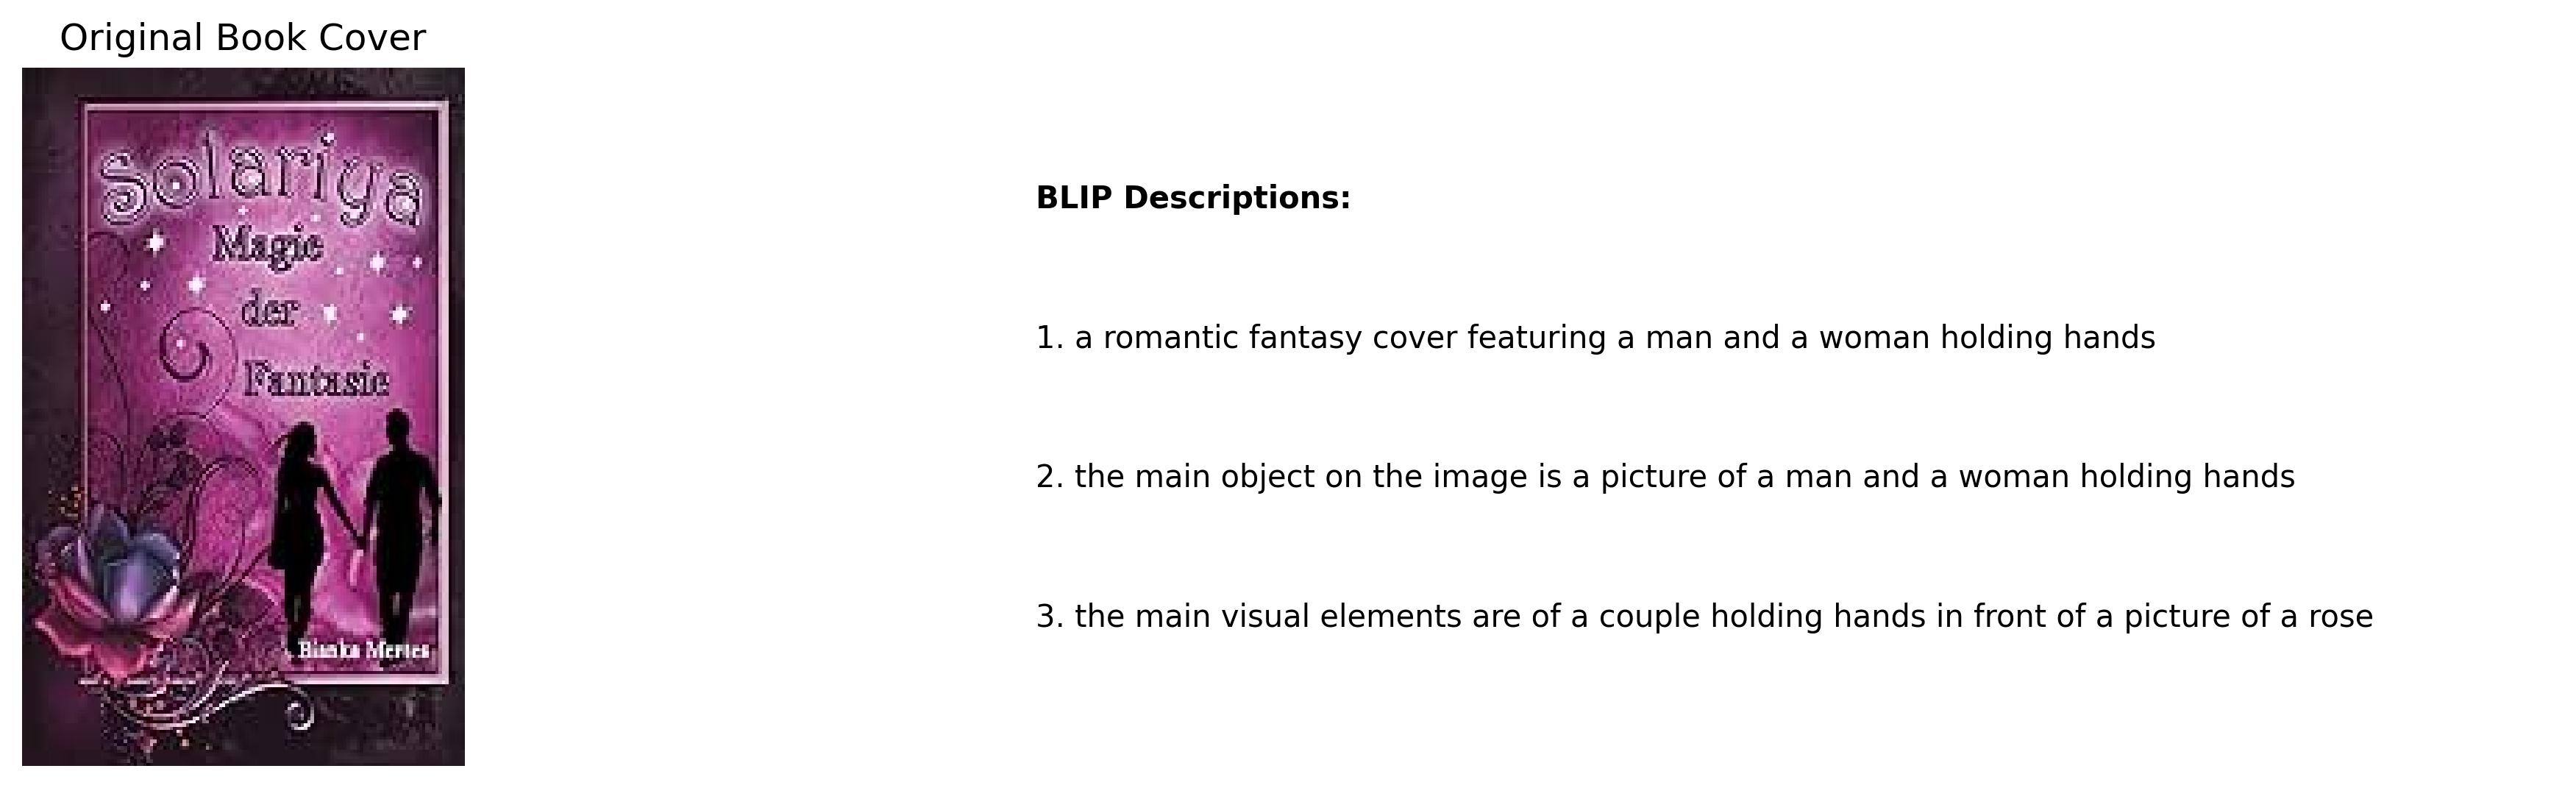 Original Book Cover
Solariya
Magie
der
Fantasie
Bianka Mertes
BLIP Descriptions:
1. a romantic fantasy cover featuring a man and a woman holding hands
2. the main object on the image is a picture of a man and a woman holding hands
3. the main visual elements are of a couple holding hands in front of a picture of a rose